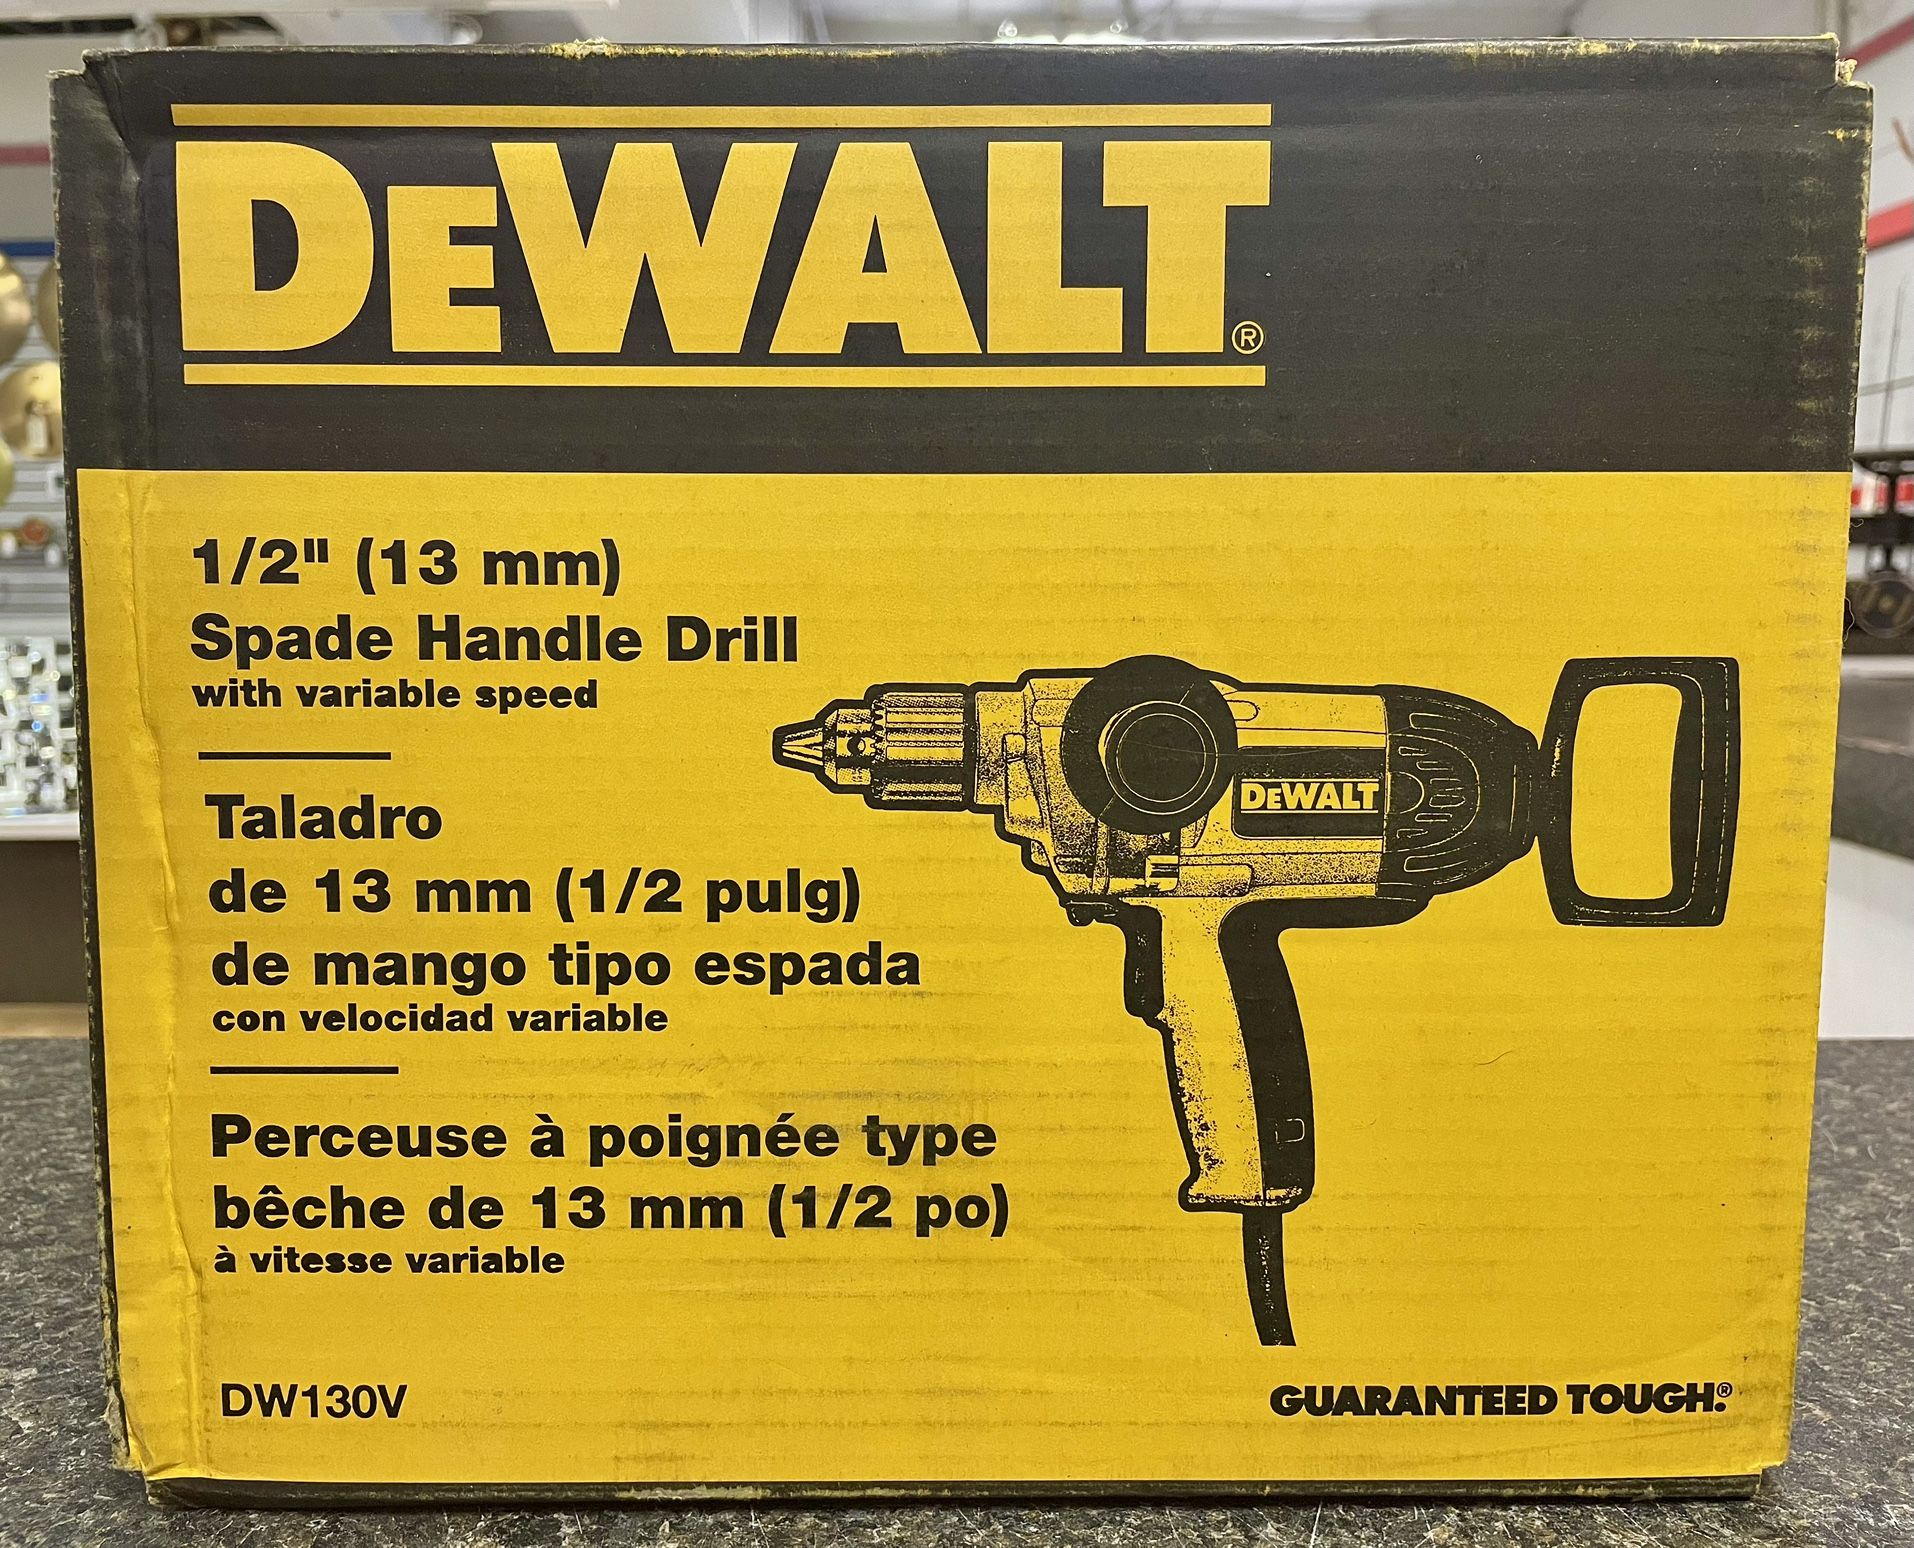 DEWALT®
1/2" (13 mm)
Spade Handle Drill
with variable speed
Taladro
de 13 mm (1/2 pulg)
de mango tipo espada
con velocidad variable
Perceuse à poignée type
bêche de 13 mm (1/2 po)
à vitesse variable
DEWALT
DW130V
GUARANTEED TOUGH.®